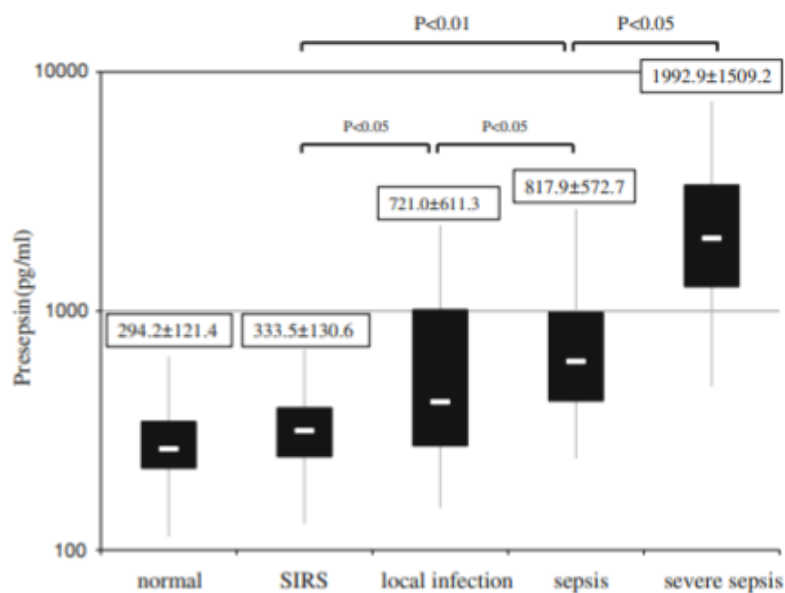 P<0.01
P<0.05
10000
1992.9±1509.2
P<0.05
P<0.05
817.9±572.7
721.0±611.3
Presepsin(pg/ml)
1000
294.2±121.4
333.5±130.6
100
normal
SIRS
local infection
sepsis
severe sepsis